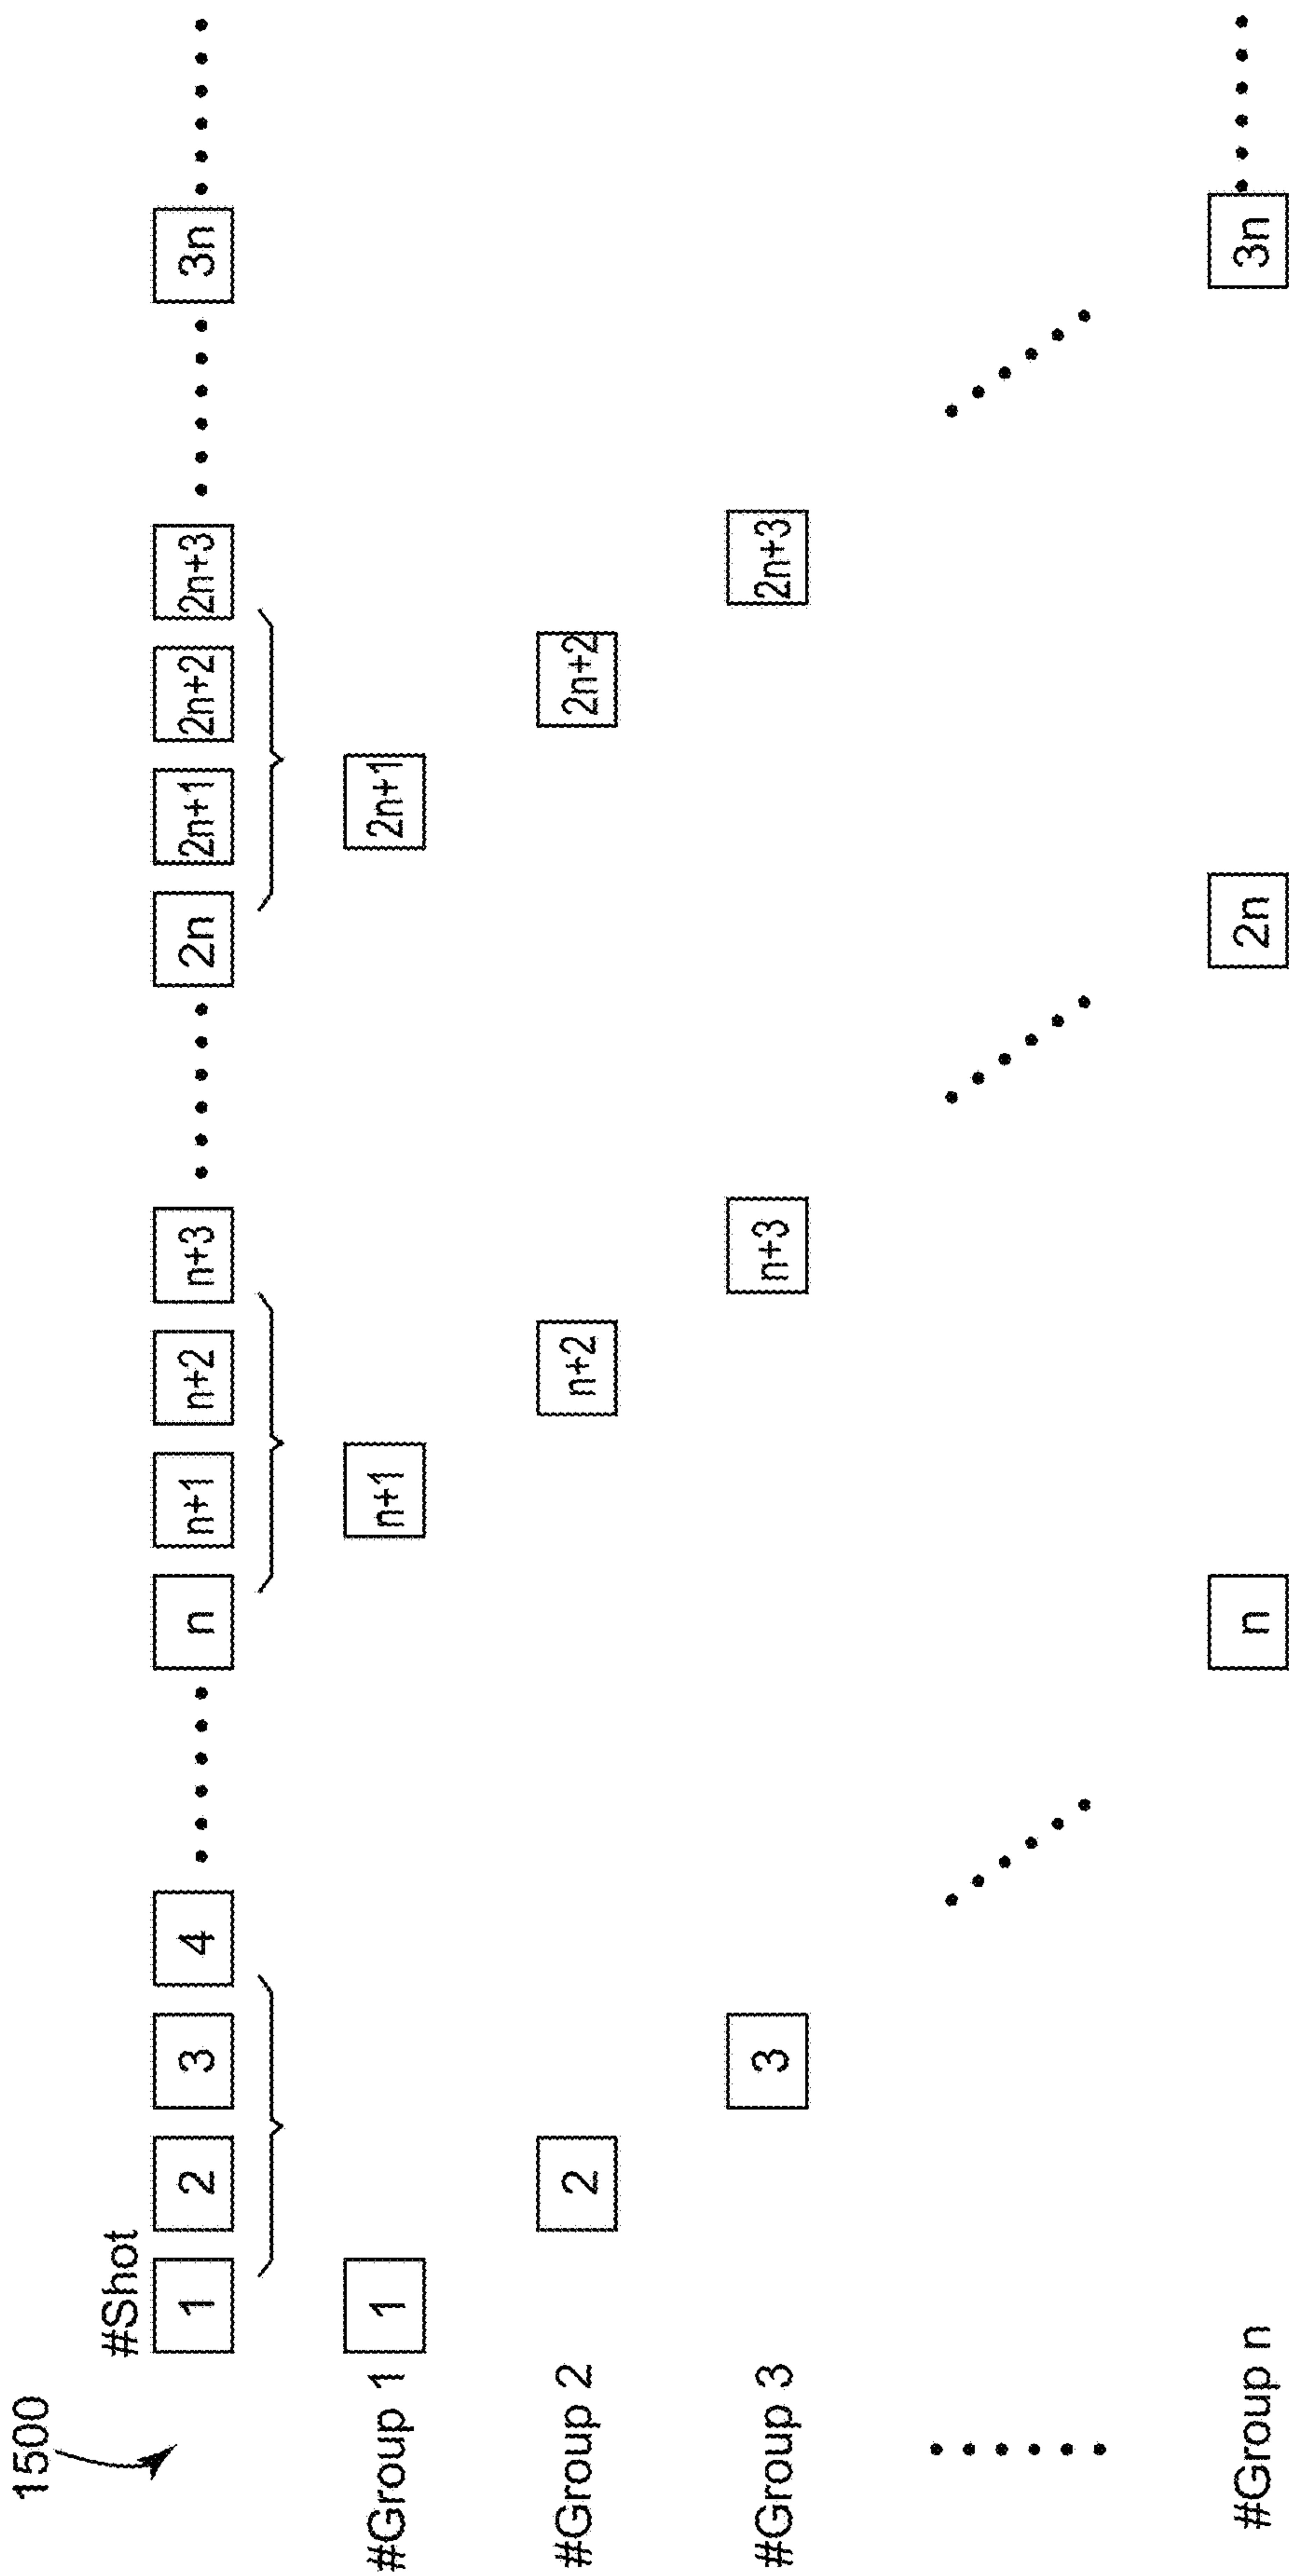 1500
#Shot
1 2 3 4 n n+1 n+2 n+3 2n 2n+1 2n+2 2n+3 3n
#Group 1 1 n+1 2n+1
#Group 2 2 n+2 2n+2
#Group 3 3 n+3 2n+3
#Group n n 2n 3n